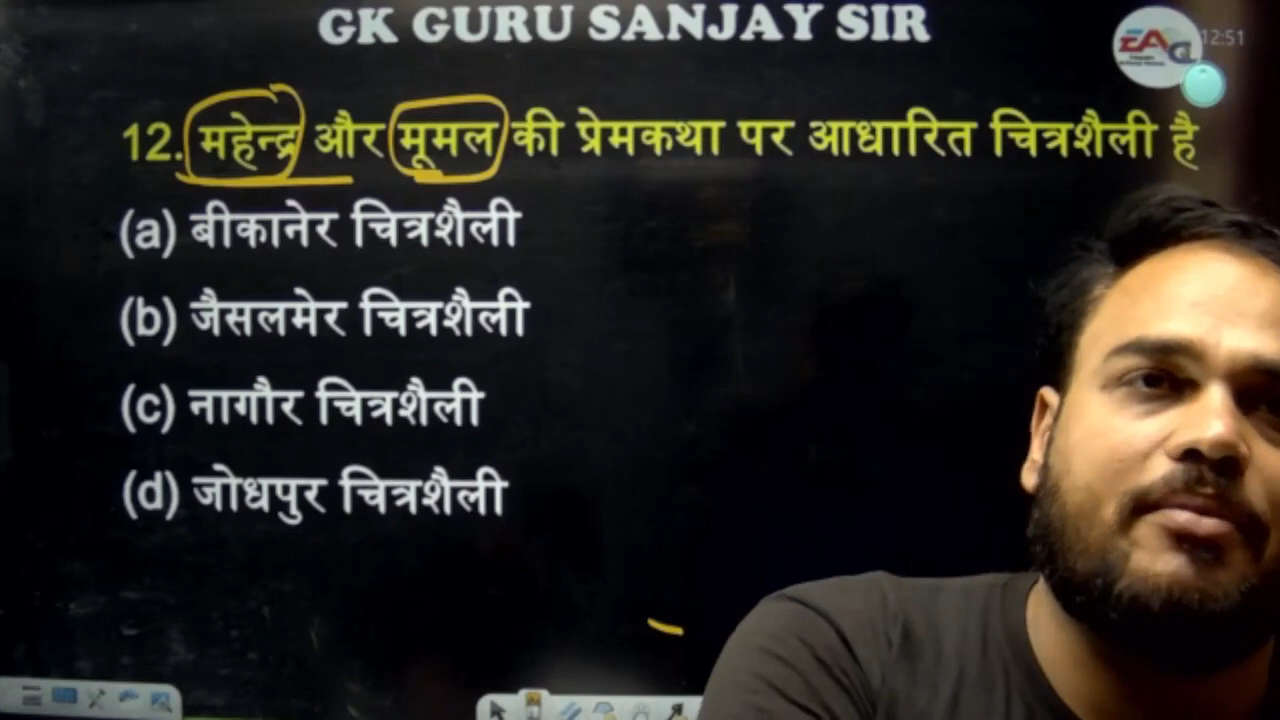 GK GURU SANJAY SIR
EAG 12:51
12. महेन्द्र और मूमल की प्रेमकथा पर आधारित चित्रशैली है
(a) बीकानेर चित्रशैली
(b) जैसलमेर चित्रशैली
(c) नागौर चित्रशैली
(d) जोधपुर चित्रशैली